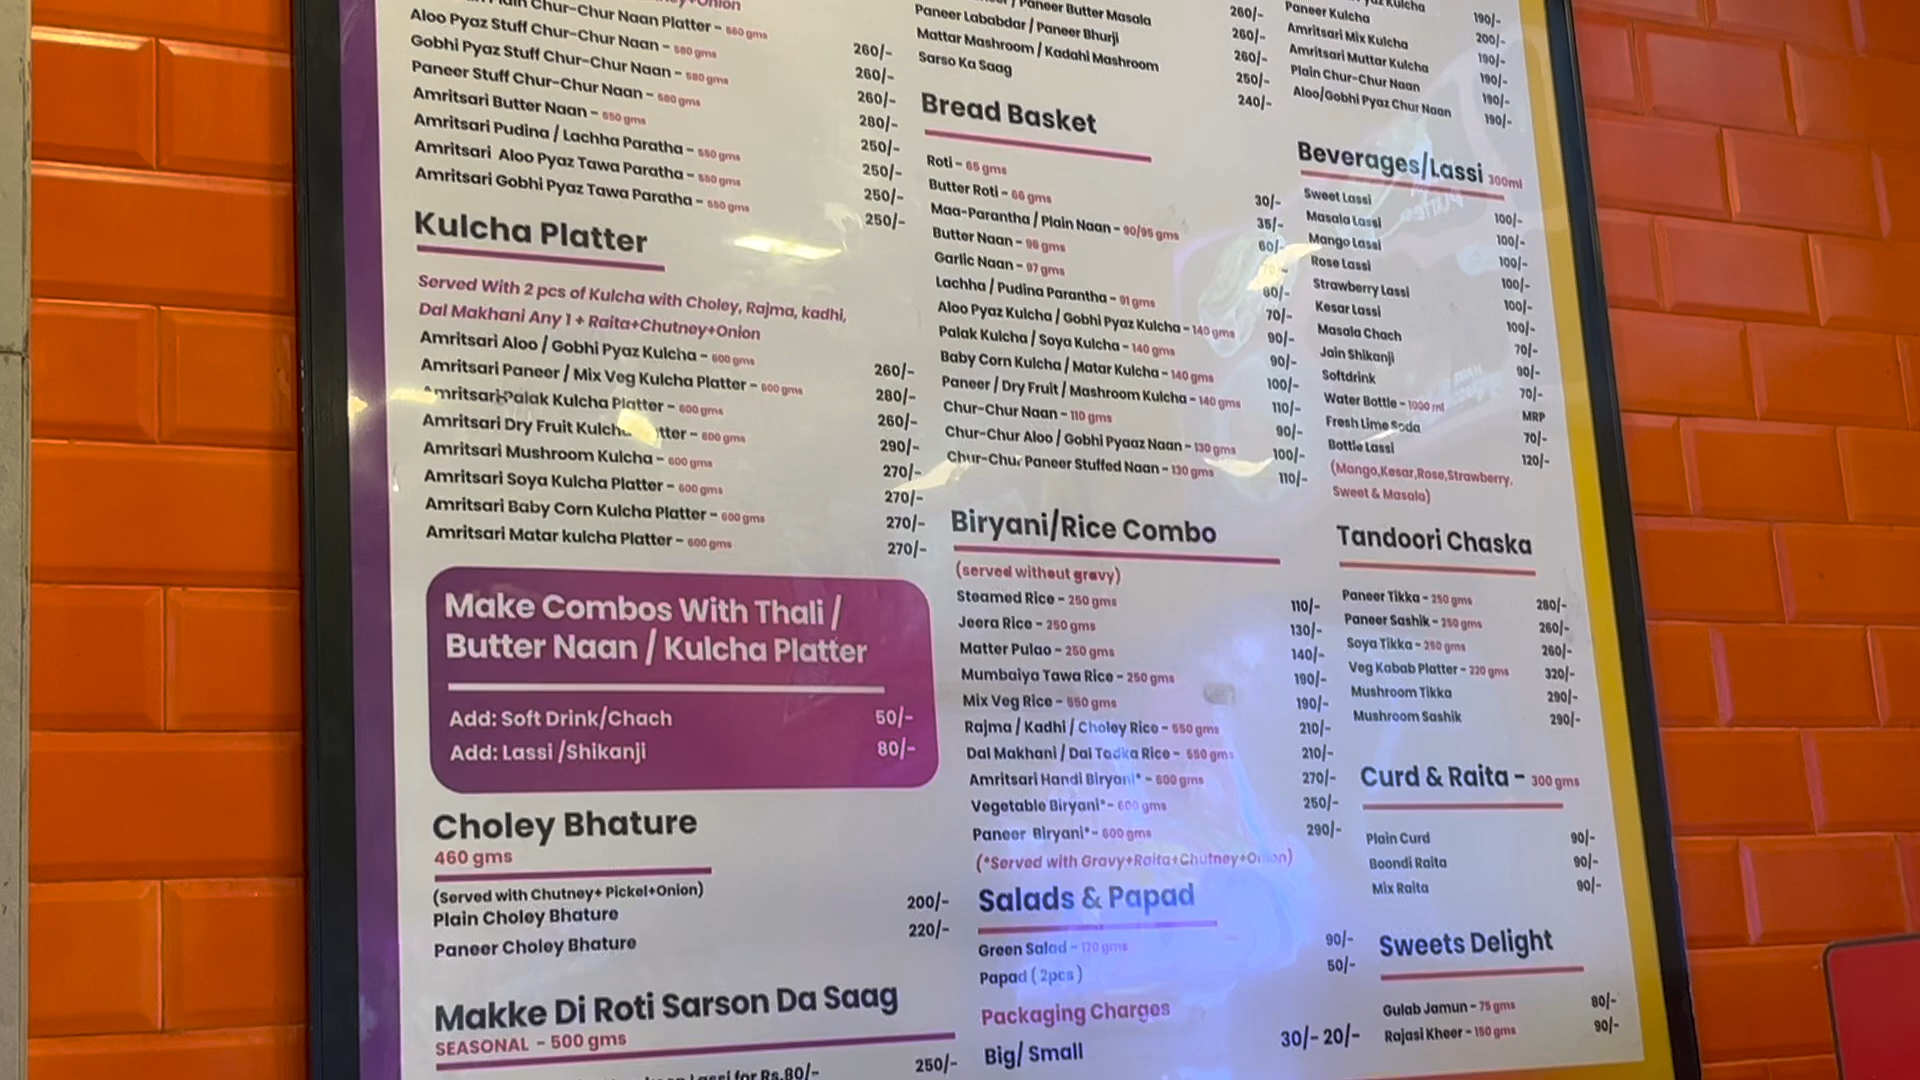 Chur-Chur Naan Platter - 560 gms
Aloo Pyaz Stuff Chur-Chur Naan - 580 gms 260/-
Gobhi Pyaz Stuff Chur-Chur Naan - 580 gms 260/-
Paneer Stuff Chur-Chur Naan - 580 gms 260/-
Amritsari Butter Naan - 550 gms 280/-
Amritsari Pudina / Lachha Paratha - 550 gms 250/-
Amritsari Aloo Pyaz Tawa Paratha - 550 gms 250/-
Amritsari Gobhi Pyaz Tawa Paratha - 550 gms 250/-
250/-
Kulcha Platter
Served With 2 pcs of Kulcha with Choley, Rajma, kadhi,
Dal Makhani Any 1 + Raita+Chutney+Onion
Amritsari Aloo / Gobhi Pyaz Kulcha - 600 gms 260/-
Amritsari Paneer / Mix Veg Kulcha Platter - 600 gms 280/-
Amritsari Palak Kulcha Platter - 600 gms 260/-
Amritsari Dry Fruit Kulcha Platter - 600 gms 290/-
Amritsari Mushroom Kulcha - 600 gms 270/-
Amritsari Soya Kulcha Platter - 600 gms 270/-
Amritsari Baby Corn Kulcha Platter - 600 gms 270/-
Amritsari Matar kulcha Platter - 600 gms 270/-
Make Combos With Thali /
Butter Naan / Kulcha Platter
Add: Soft Drink/Chach 50/-
Add: Lassi /Shikanji 80/-
Choley Bhature
460 gms
(Served with Chutney+ Pickel+Onion)
Plain Choley Bhature 200/-
Paneer Choley Bhature 220/-
Makke Di Roti Sarson Da Saag
SEASONAL - 500 gms
250/-
Lassi for Rs.80/-
/ Paneer Butter Masala 260/-
Paneer Lababdar / Paneer Bhurji 260/-
Mattar Mashroom / Kadahi Mashroom 260/-
Sarso Ka Saag 250/-
240/-
Bread Basket
Roti - 65 gms 30/-
Butter Roti - 66 gms 35/-
Maa-Parantha / Plain Naan - 90/95 gms 60/-
Butter Naan - 96 gms 70/-
Garlic Naan - 97 gms 80/-
Lachha / Pudina Parantha - 91 gms 70/-
Aloo Pyaz Kulcha / Gobhi Pyaz Kulcha - 140 gms 90/-
Palak Kulcha / Soya Kulcha - 140 gms 90/-
Baby Corn Kulcha / Matar Kulcha - 140 gms 100/-
Paneer / Dry Fruit / Mashroom Kulcha - 140 gms 110/-
Chur-Chur Naan - 110 gms 90/-
Chur-Chur Aloo / Gobhi Pyaaz Naan - 130 gms 100/-
Chur-Chur Paneer Stuffed Naan - 130 gms 110/-
Biryani/Rice Combo
(served without gravy)
Steamed Rice - 250 gms 110/-
Jeera Rice - 250 gms 130/-
Matter Pulao - 250 gms 140/-
Mumbaiya Tawa Rice - 250 gms 190/-
Mix Veg Rice - 550 gms 190/-
Rajma / Kadhi / Choley Rice - 550 gms 210/-
Dal Makhani / Dal Tadka Rice - 550 gms 210/-
Amritsari Handi Biryani* - 600 gms 270/-
Vegetable Biryani* - 600 gms 250/-
Paneer Biryani* - 600 gms 290/-
(*Served with Gravy+Raita+Chutney+Onion)
Salads & Papad
Green Salad - 170 gms 90/-
Papad (2pcs) 50/-
Packaging Charges
Big/ Small 30/- 20/-
Kulcha 190/-
Paneer Kulcha 200/-
Amritsari Mix Kulcha 190/-
Amritsari Muttar Kulcha 190/-
Plain Chur-Chur Naan 190/-
Aloo/Gobhi Pyaz Chur Naan 190/-
Beverages/Lassi 300ml
Sweet Lassi 100/-
Masala Lassi 100/-
Mango Lassi 100/-
Rose Lassi 100/-
Strawberry Lassi 100/-
Kesar Lassi 100/-
Masala Chach 70/-
Jain Shikanji 90/-
Softdrink 70/-
Water Bottle - 1000 ml MRP
Fresh Lime Soda 70/-
Bottle Lassi 120/-
(Mango,Kesar,Rose,Strawberry,
Sweet & Masala)
Tandoori Chaska
Paneer Tikka - 250 gms 280/-
Paneer Sashik - 250 gms 260/-
Soya Tikka - 250 gms 260/-
Veg Kabab Platter - 220 gms 320/-
Mushroom Tikka 290/-
Mushroom Sashik 290/-
Curd & Raita - 300 gms
Plain Curd 90/-
Boondi Raita 90/-
Mix Raita 90/-
Sweets Delight
Gulab Jamun - 75 gms 80/-
Rajasi Kheer - 150 gms 90/-